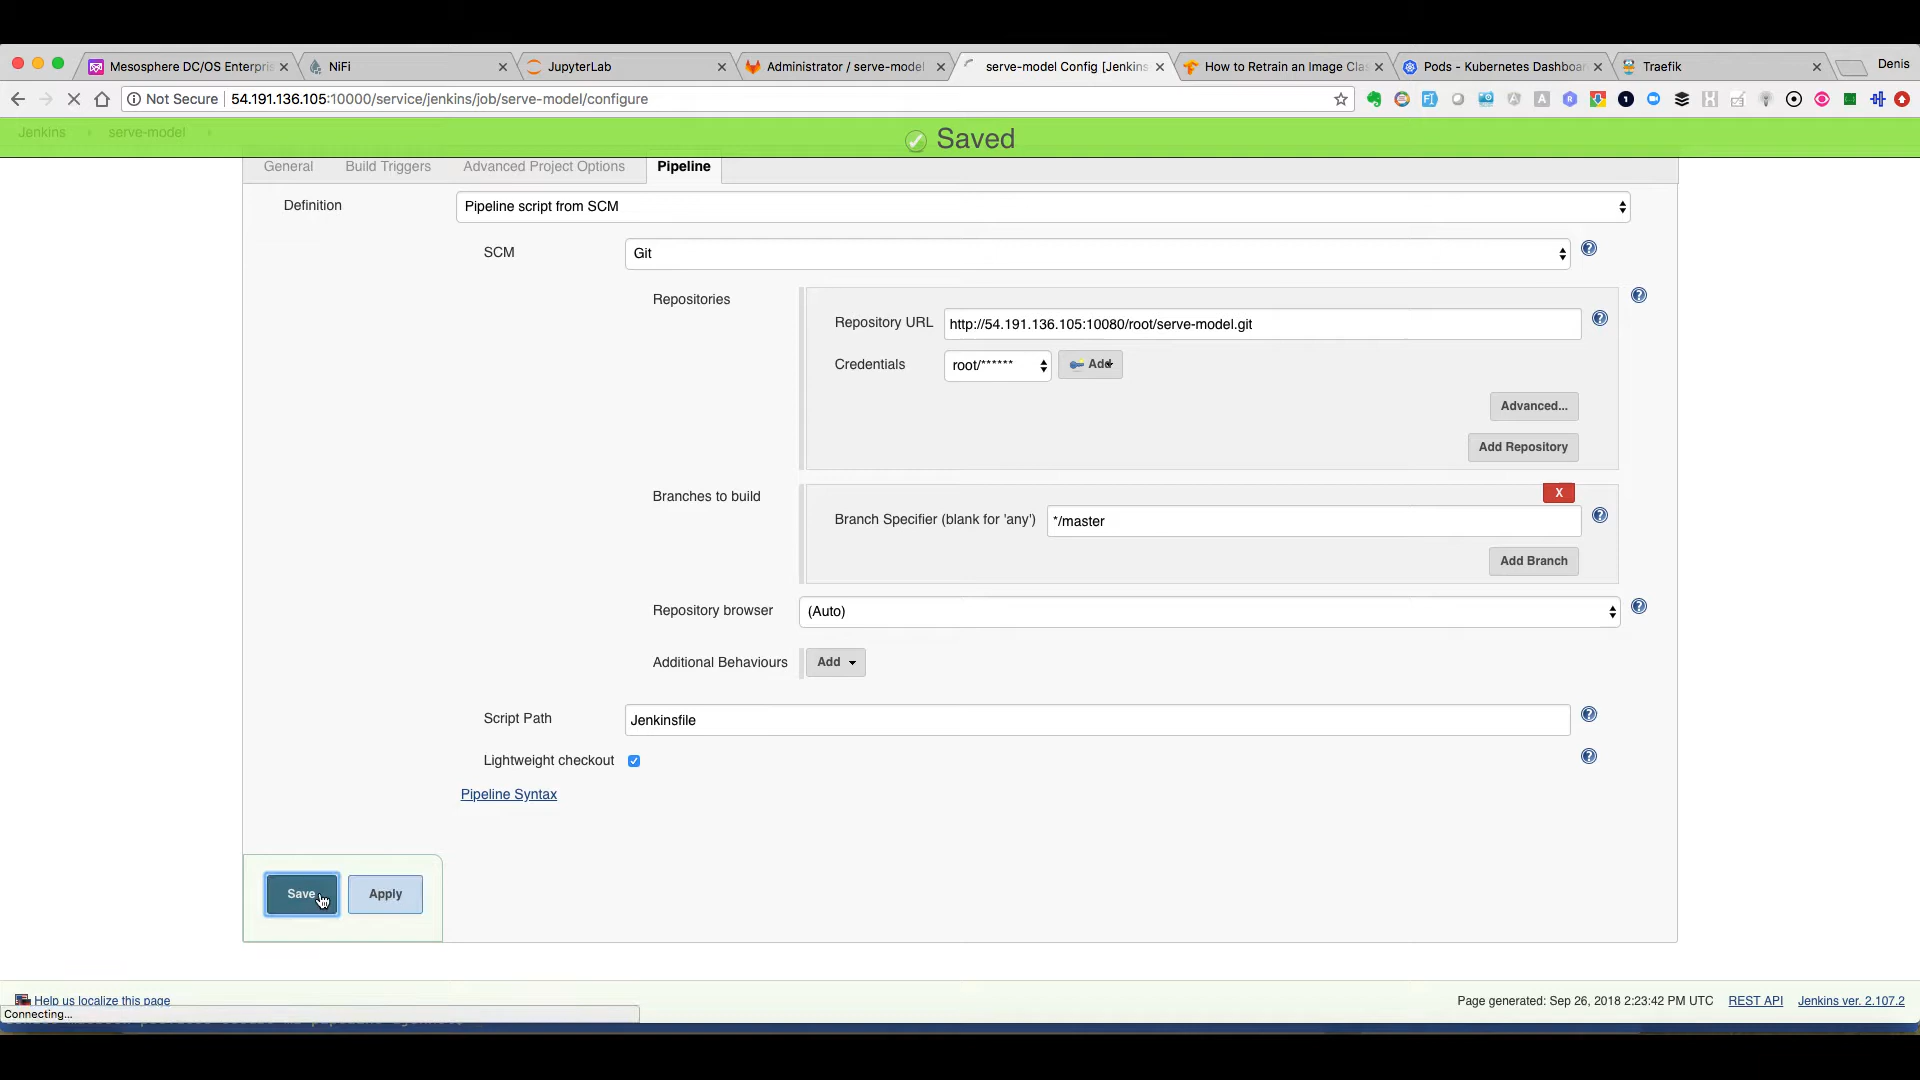 Mesosphere DC/OS Enterpris
NiFi
JupyterLab
Administrator / serve-model
serve-model Config [Jenkins
How to Retrain an Image Clas
Pods - Kubernetes Dashboar
Traefik
Denis
Not Secure | 54.191.136.105:10000/service/jenkins/job/serve-model/configure
Jenkins serve-model
Saved
General Build Triggers Advanced Project Options Pipeline
Definition Pipeline script from SCM
SCM Git
Repositories
Repository URL http://54.191.136.105:10080/root/serve-model.git
Credentials root/****** Add
Advanced...
Add Repository
Branches to build
X
Branch Specifier (blank for 'any') */master
Add Branch
Repository browser (Auto)
Additional Behaviours Add
Script Path Jenkinsfile
Lightweight checkout
Pipeline Syntax
Save Apply
Help us localize this page
Page generated: Sep 26, 2018 2:23:42 PM UTC REST API Jenkins ver. 2.107.2
Connecting...